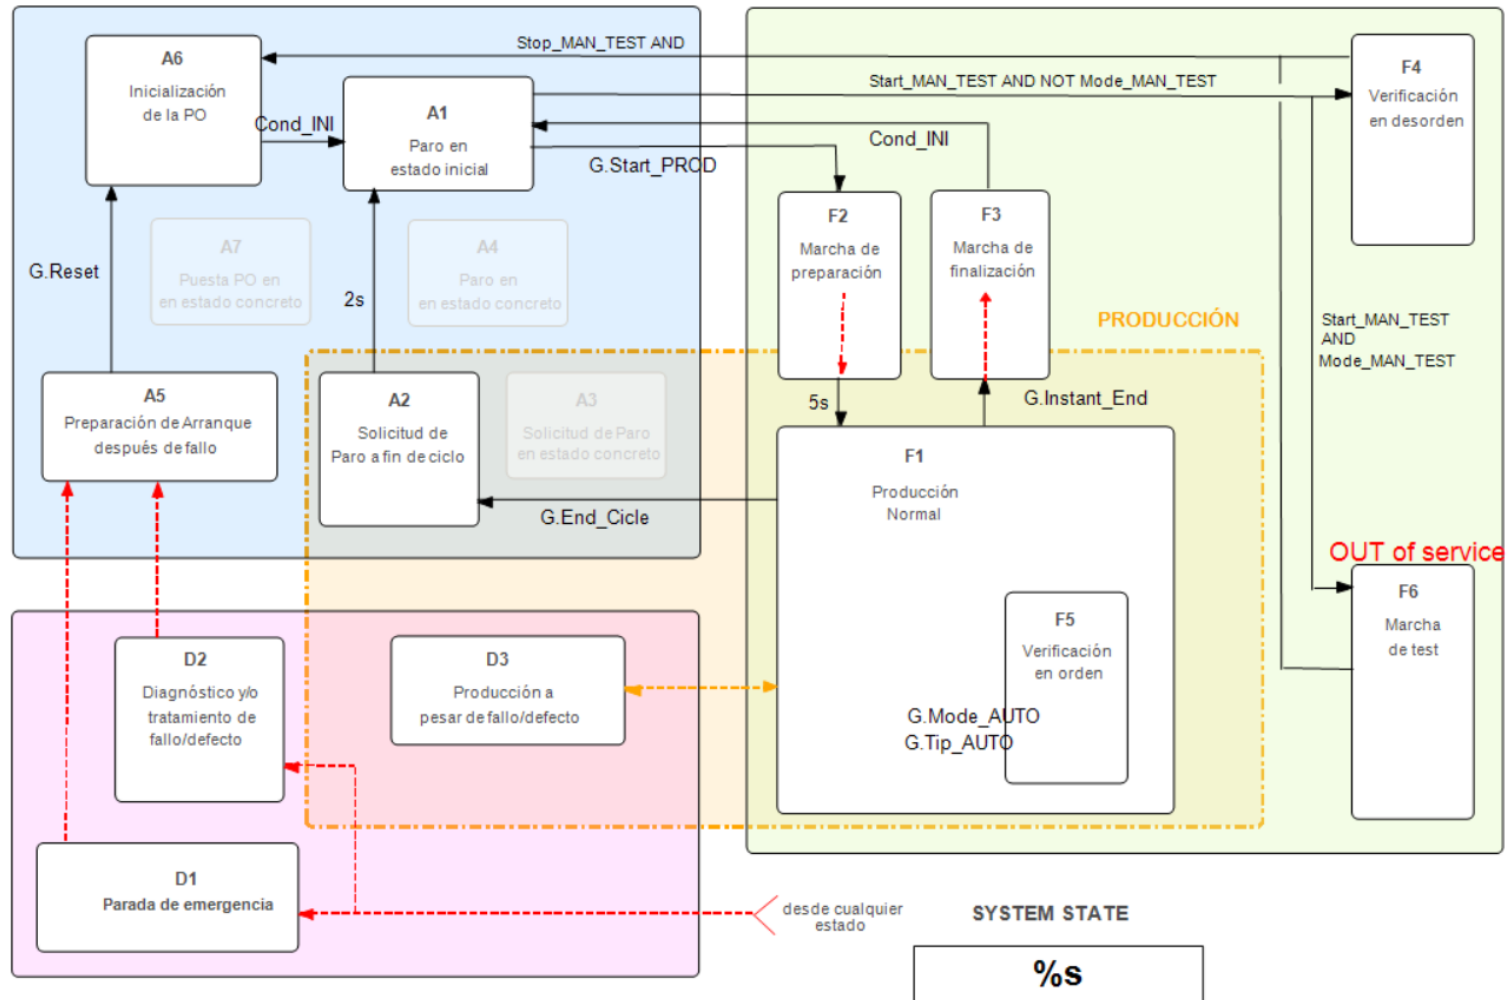 Stop_MAN_TEST AND
A6
Inicialización
de la PO
Cond_INI
A1
Paro en
estado inicial
Start_MAN_TEST AND NOT Mode_MAN_TEST
F4
Verificación
en desorden
Cond_INI
G.Start_PROD
F2
Marcha de
preparación
F3
Marcha de
finalización
G.Reset
A7
Puesta PO en
en estado concreto
A4
Paro en
en estado concreto
2s
PRODUCCIÓN
Start_MAN_TEST
AND
Mode_MAN_TEST
A5
Preparación de Arranque
después de fallo
A2
Solicitud de
Paro a fin de ciclo
A3
Solicitud de Paro
en estado concreto
5s
G.Instant_End
F1
Producción
Normal
G.End_Cicle
OUT of service
F6
Marcha
de test
F5
Verificación
en orden
G.Mode_AUTO
G.Tip_AUTO
D2
Diagnóstico y/o
tratamiento de
fallo/defecto
D3
Producción a
pesar de fallo/defecto
D1
Parada de emergencia
desde cualquier
estado
SYSTEM STATE
%s